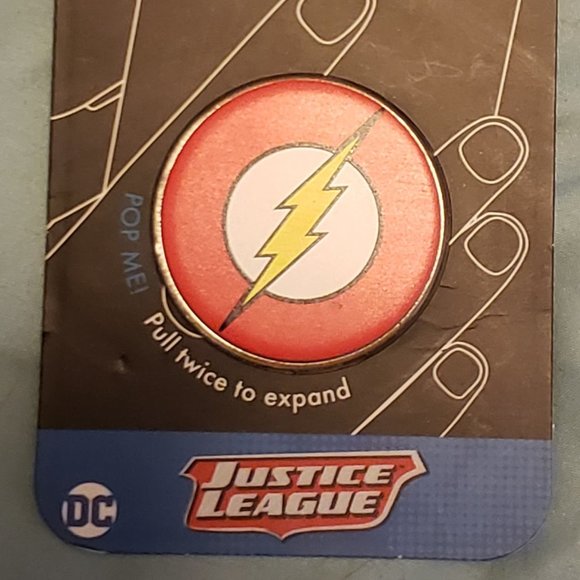 POP ME!
Pull twice to expand
DC
JUSTICE
LEAGUE